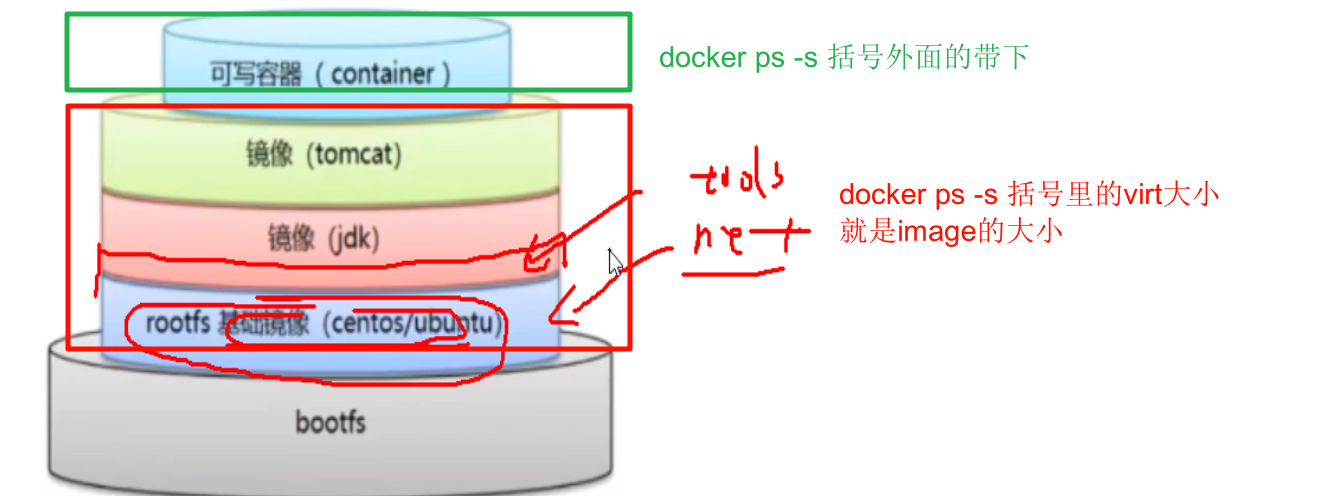 可写容器（container）
docker ps -s 括号外面的带下
镜像（tomcat）
镜像（jdk）
rootfs 基础镜像（centos/ubuntu）
bootfs
tools
net
docker ps -s 括号里的virt大小
就是image的大小